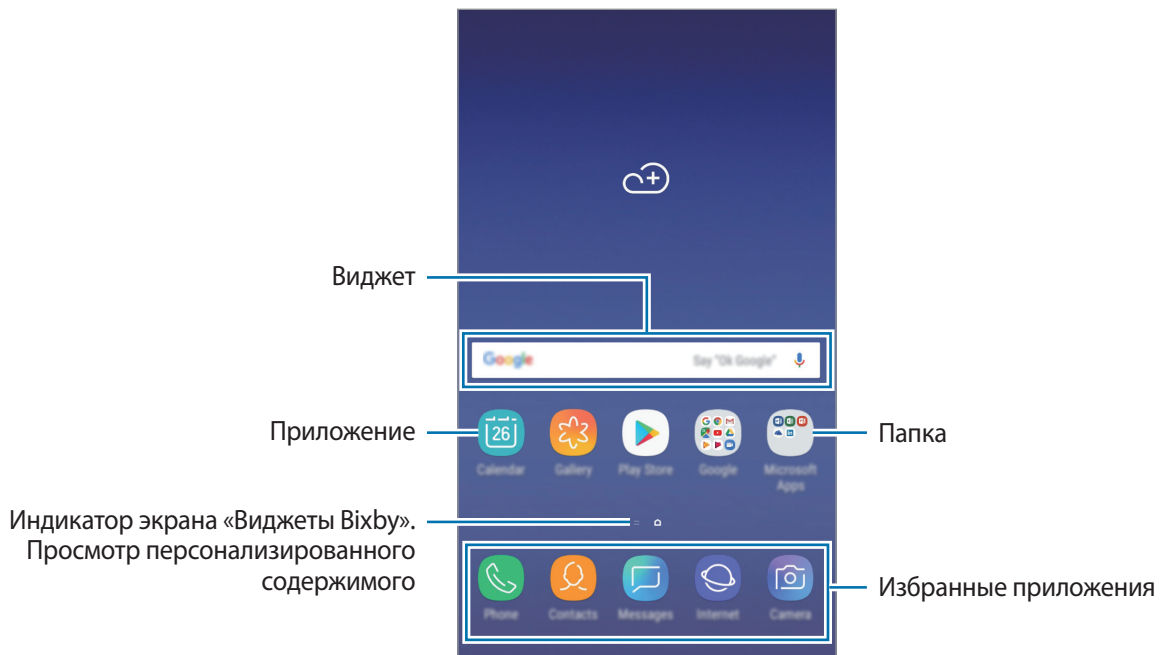 Виджет
Google
Say "Ok Google"
26
Приложение
Папка
Calendar
Gallery
Play Store
Google
Microsoft
Apps
Индикатор экрана «Виджеты Bixby».
Просмотр персонализированного
содержимого
Избранные приложения
Phone
Contacts
Messages
Internet
Camera